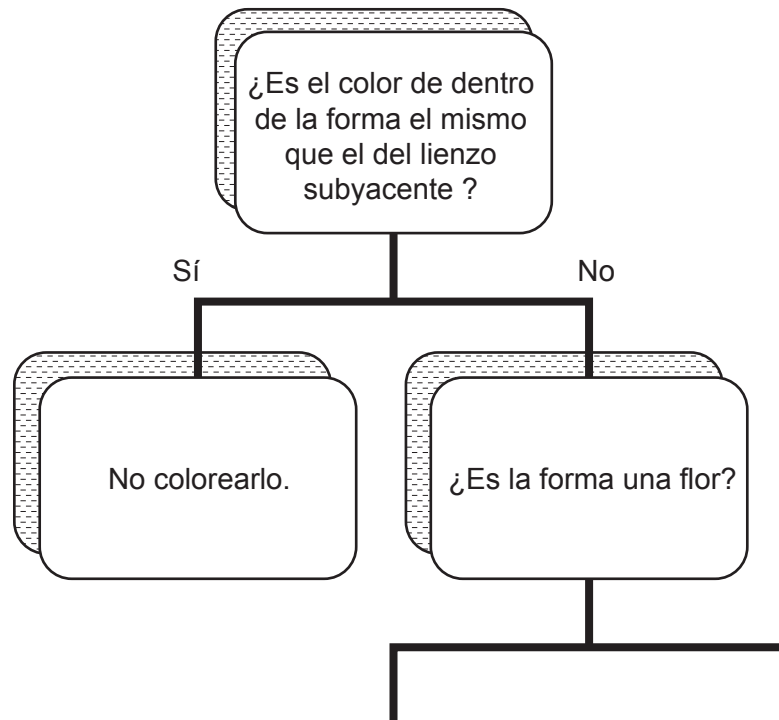 ¿Es el color de dentro
de la forma el mismo
que el del lienzo
subyacente ?
Sí
No
No colorearlo.
¿Es la forma una flor?